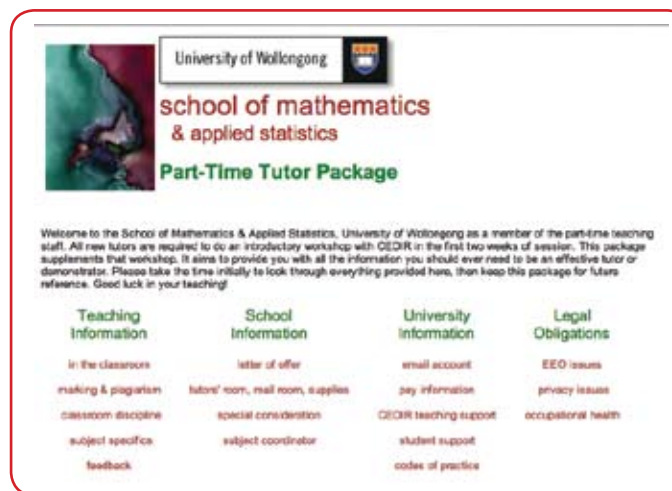 University of Wollongong
school of mathematics
& applied statistics
Part-Time Tutor Package
Welcome to the School of Mathematics & Applied Statistics, University of Wollongong as a member of the part-time teaching
staff. All new tutors are required to do an introductory workshop with CEDIR in the first two weeks of session. This package
supplements that workshop. It aims to provide you with all the information you should ever need to be an effective tutor or
demonstrator. Please take the time initially to look through everything provided here, then keep this package for future
reference. Good luck in your teaching!
Teaching
Information
in the classroom
marking & plagiarism
classroom discipline
subject specifics
feedback
School
Information
letter of offer
tutors' room, mail room, supplies
special consideration
subject coordinator
University
Information
email account
pay information
CEDIR teaching support
student support
codes of practice
Legal
Obligations
EEO issues
privacy issues
occupational health